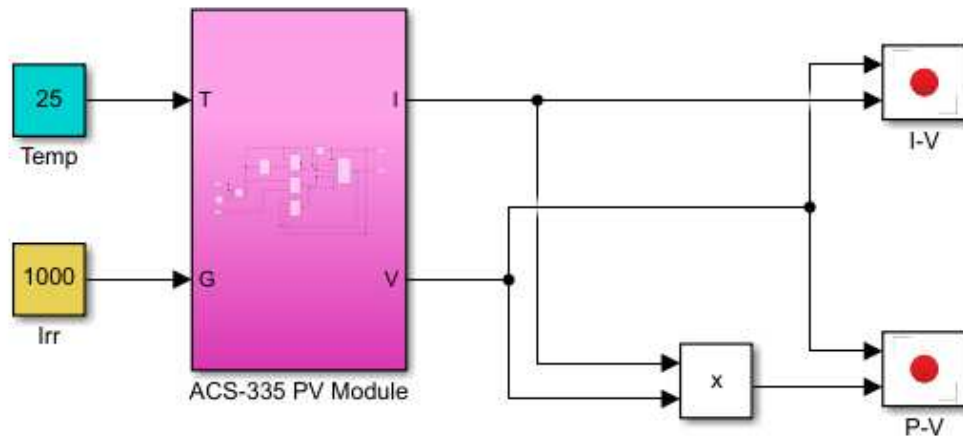 25
T
I
Temp
I-V
1000
G
V
Irr
ACS-335 PV Module
x
P-V